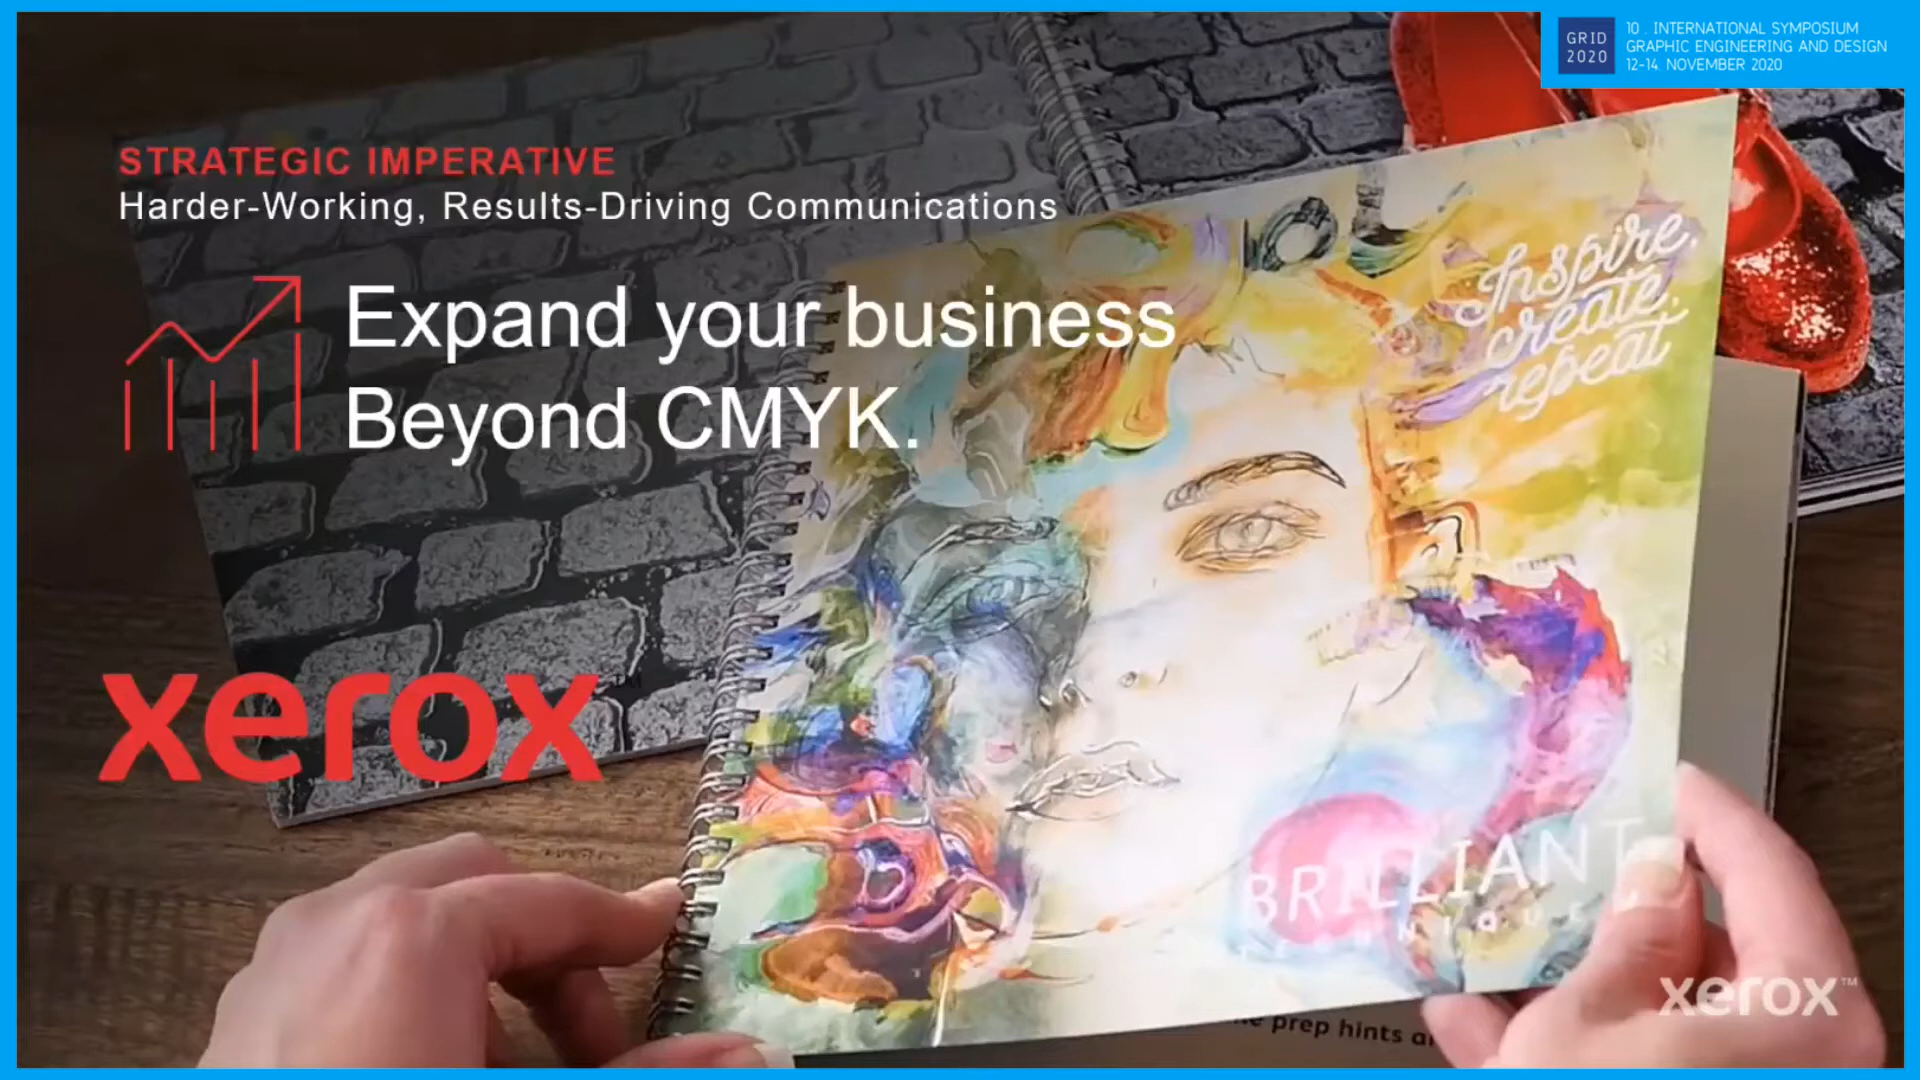 GRID
2020
10 . INTERNATIONAL SYMPOSIUM
GRAPHIC ENGINEERING AND DESIGN
12-14. NOVEMBER 2020
STRATEGIC IMPERATIVE
Harder-Working, Results-Driving Communications
Expand your business
Beyond CMYK.
Inspire.
create.
repeat
xerox
BRILLIANT
xerox™
prep hints